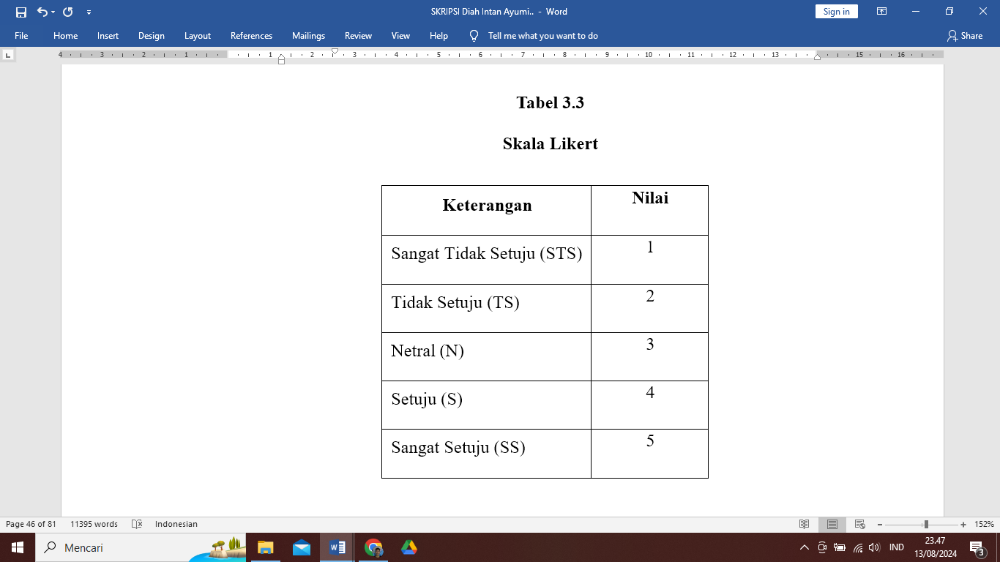 SKRIPSI Diah Intan Ayumi.. - Word
Sign in
File Home Insert Design Layout References Mailings Review View Help Tell me what you want to do Share
4 3 2 1 1 2 3 4 5 6 7 8 9 10 11 12 13 15 16
Tabel 3.3
Skala Likert
Keterangan Nilai
Sangat Tidak Setuju (STS) 1
Tidak Setuju (TS) 2
Netral (N) 3
Setuju (S) 4
Sangat Setuju (SS) 5
Page 46 of 81 11395 words Indonesian 152%
Mencari
IND
23.47
13/08/2024
3